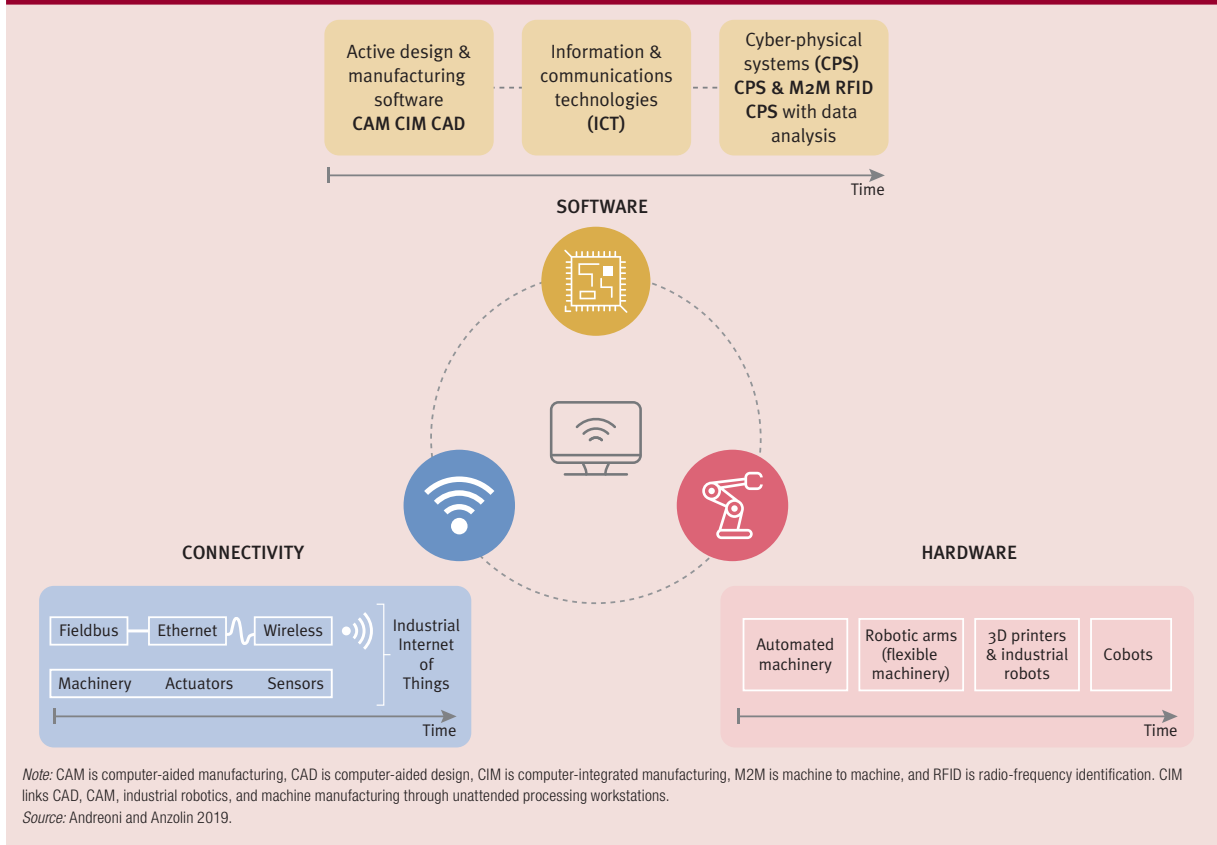 Active design &
manufacturing
software
CAM CIM CAD
Information &
communications
technologies
(ICT)
Cyber-physical
systems (CPS)
CPS & M2M RFID
CPS with data
analysis
Time
SOFTWARE
CONNECTIVITY
Fieldbus Ethernet Wireless
Machinery Actuators Sensors
Industrial
Internet
of
Things
Time
HARDWARE
Automated
machinery
Robotic arms
(flexible
machinery)
3D printers
& industrial
robots
Cobots
Time
Note: CAM is computer-aided manufacturing, CAD is computer-aided design, CIM is computer-integrated manufacturing, M2M is machine to machine, and RFID is radio-frequency identification. CIM
links CAD, CAM, industrial robotics, and machine manufacturing through unattended processing workstations.
Source: Andreoni and Anzolin 2019.